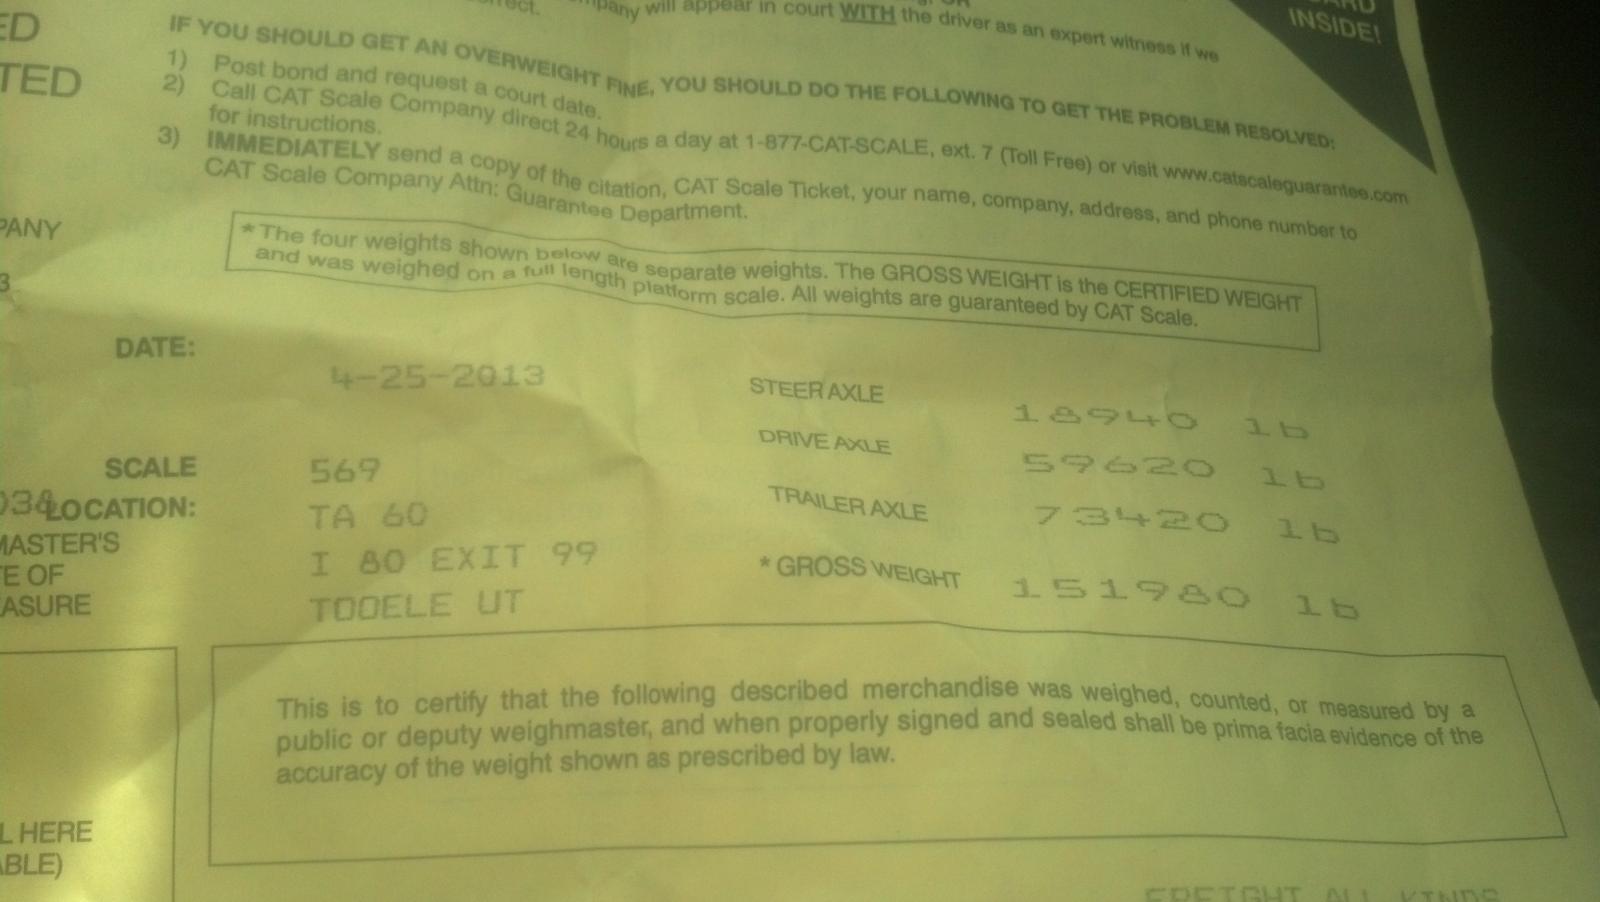 will appear in court WITH the driver as an expert witness if we
INSIDE!
IF YOU SHOULD GET AN OVERWEIGHT FINE, YOU SHOULD DO THE FOLLOWING TO GET THE PROBLEM RESOLVED:
1) Post bond and request a court date.
2) Call CAT Scale Company direct 24 hours a day at 1-877-CAT-SCALE, ext. 7 (Toll Free) or visit www.catscaleguarantee.com
for instructions.
3) IMMEDIATELY send a copy of the citation, CAT Scale Ticket, your name, company, address, and phone number to
CAT Scale Company Attn: Guarantee Department.
*The four weights shown below are separate weights. The GROSS WEIGHT is the CERTIFIED WEIGHT
and was weighed on a full length platform scale. All weights are guaranteed by CAT Scale.
DATE: 4-25-2013
SCALE 569
LOCATION: TA 60
I 80 EXIT 99
TOOELE UT
STEER AXLE 18940 lb
DRIVE AXLE 59620 lb
TRAILER AXLE 73420 lb
* GROSS WEIGHT 151980 lb
TED
PANY
MASTER'S
E OF
ASURE
This is to certify that the following described merchandise was weighed, counted, or measured by a
public or deputy weighmaster, and when properly signed and sealed shall be prima facia evidence of the
accuracy of the weight shown as prescribed by law.
L HERE
ABLE)
FREIGHT ALL KINDS